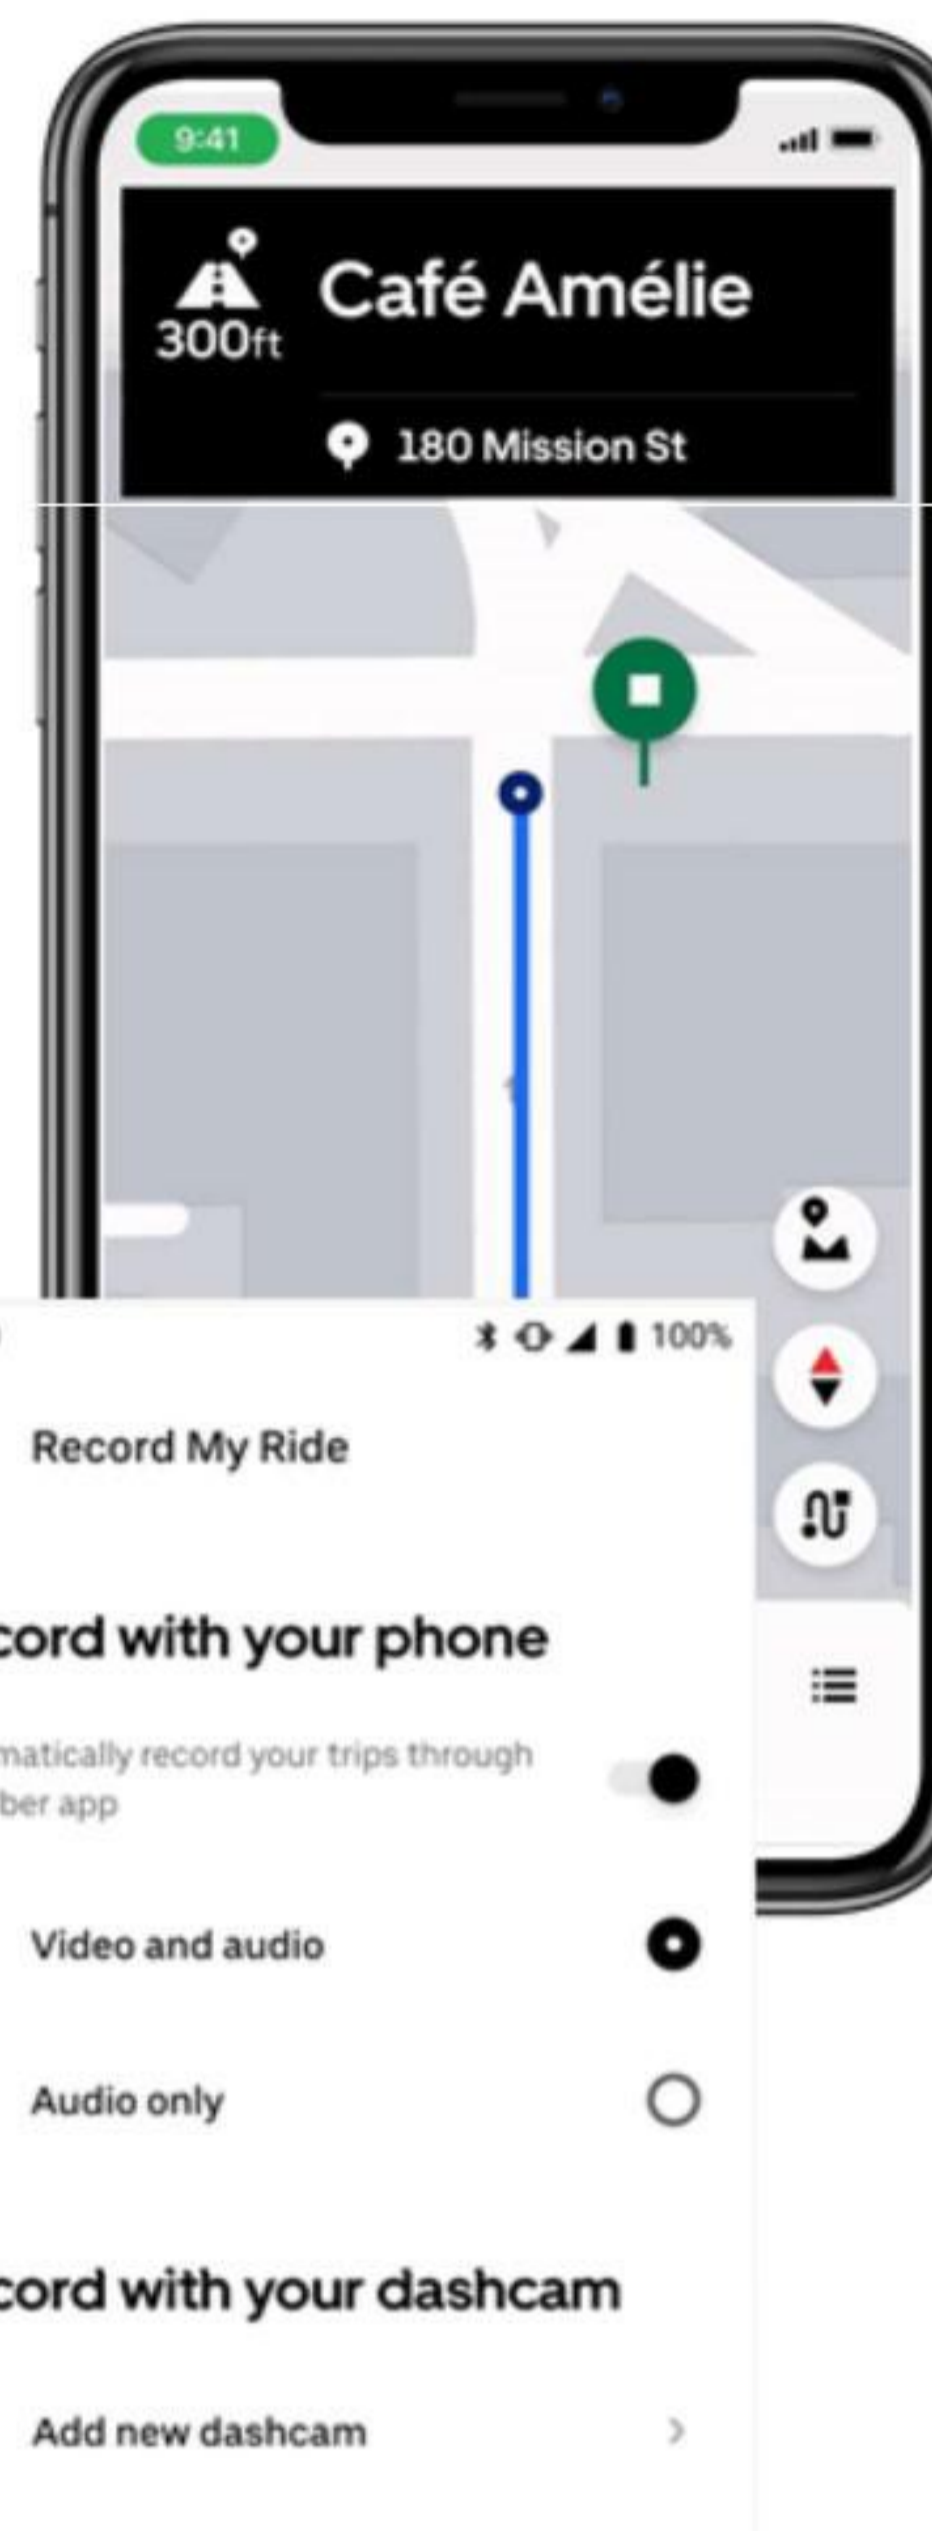 9:41
300ft
Café Amélie
180 Mission St
100%
Record My Ride
cord with your phone
matically record your trips through
ber app
Video and audio
Audio only
cord with your dashcam
Add new dashcam